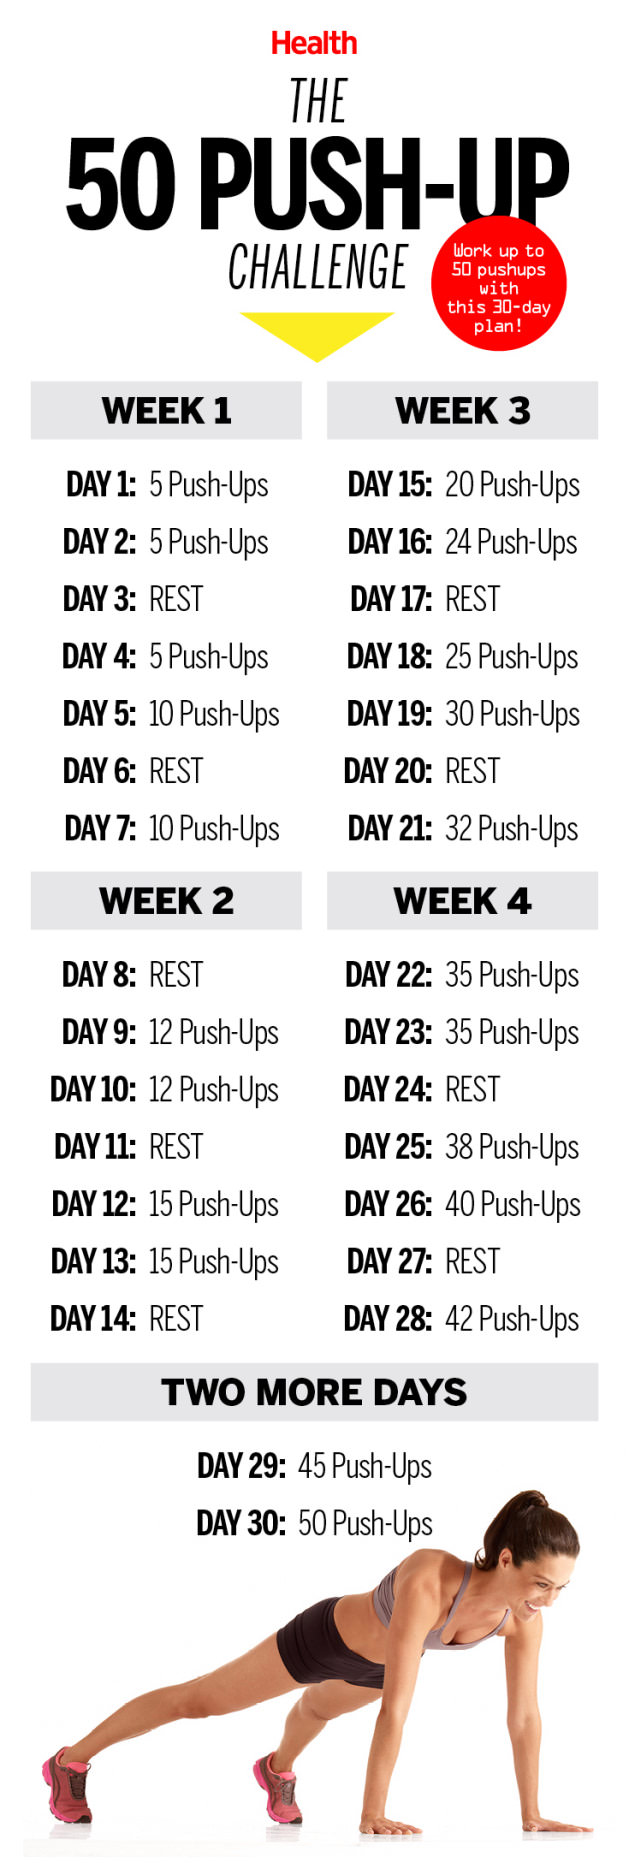 Health
THE
50 PUSH-UP
CHALLENGE
Work up to
50 pushups
with
this 30-day
plan!
WEEK 1
DAY 1: 5 Push-Ups
DAY 2: 5 Push-Ups
DAY 3: REST
DAY 4: 5 Push-Ups
DAY 5: 10 Push-Ups
DAY 6: REST
DAY 7: 10 Push-Ups
WEEK 2
DAY 8: REST
DAY 9: 12 Push-Ups
DAY 10: 12 Push-Ups
DAY 11: REST
DAY 12: 15 Push-Ups
DAY 13: 15 Push-Ups
DAY 14: REST
WEEK 3
DAY 15: 20 Push-Ups
DAY 16: 24 Push-Ups
DAY 17: REST
DAY 18: 25 Push-Ups
DAY 19: 30 Push-Ups
DAY 20: REST
DAY 21: 32 Push-Ups
WEEK 4
DAY 22: 35 Push-Ups
DAY 23: 35 Push-Ups
DAY 24: REST
DAY 25: 38 Push-Ups
DAY 26: 40 Push-Ups
DAY 27: REST
DAY 28: 42 Push-Ups
TWO MORE DAYS
DAY 29: 45 Push-Ups
DAY 30: 50 Push-Ups